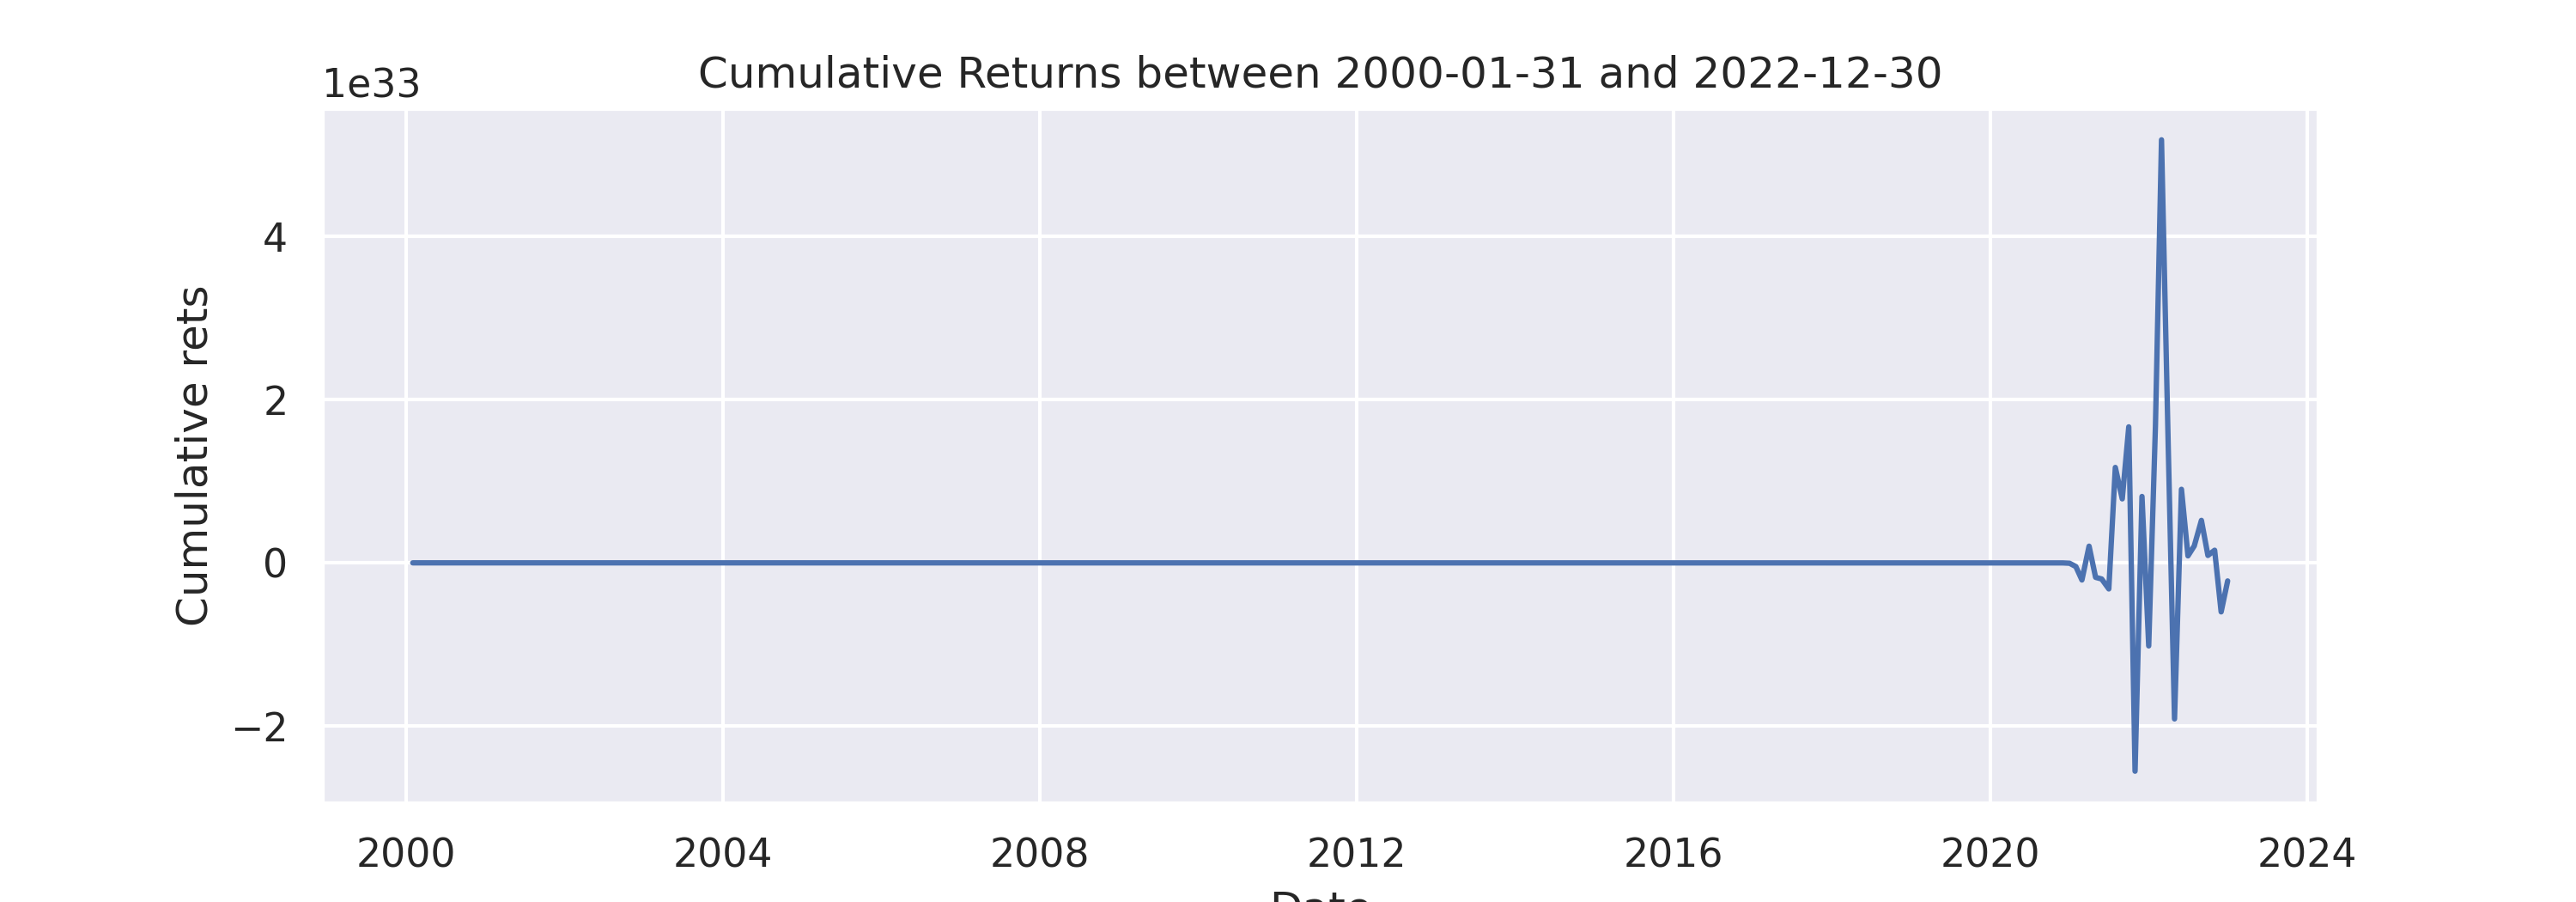 Cumulative Returns between 2000-01-31 and 2022-12-30
1e33
4
2
0
−2
Cumulative rets
2000 2004 2008 2012 2016 2020 2024
Date